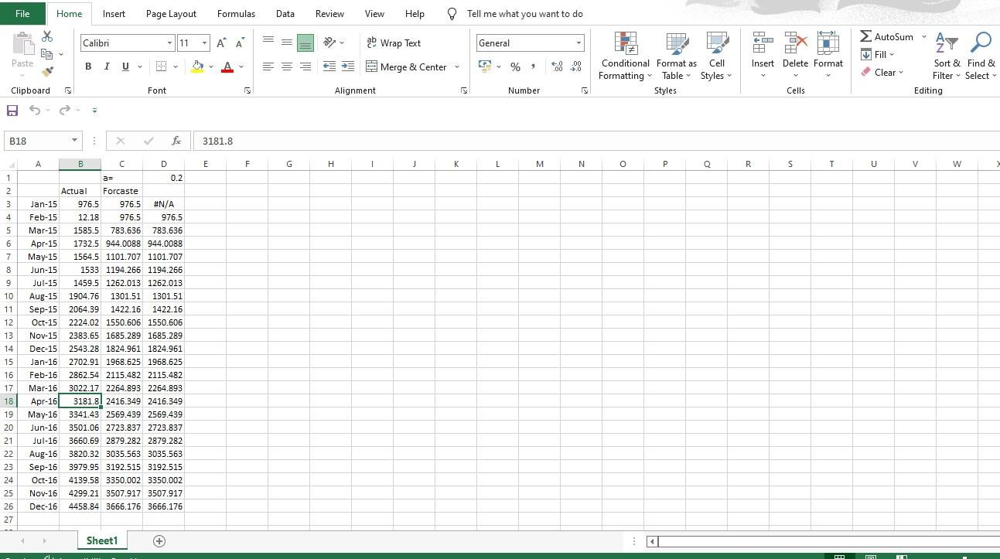 File Home Insert Page Layout Formulas Data Review View Help Tell me what you want to do
Calibri 11 Wrap Text General AutoSum
Paste B I U Merge & Center % Conditional Formatting Format as Table Cell Styles Insert Delete Format Fill Sort & Filter Find & Select
Clear
Clipboard Font Alignment Number Styles Cells Editing
B18 fx 3181.8
A B C D E F G H I J K L M N O P Q R S T U V W X
1 a= 0.2
2 Actual Forcaste
3 Jan-15 976.5 976.5 #N/A
4 Feb-15 12.18 976.5 976.5
5 Mar-15 1585.5 783.636 783.636
6 Apr-15 1732.5 944.0088 944.0088
7 May-15 1564.5 1101.707 1101.707
8 Jun-15 1533 1194.266 1194.266
9 Jul-15 1459.5 1262.013 1262.013
10 Aug-15 1904.76 1301.51 1301.51
11 Sep-15 2064.39 1422.16 1422.16
12 Oct-15 2224.02 1550.606 1550.606
13 Nov-15 2383.65 1685.289 1685.289
14 Dec-15 2543.28 1824.961 1824.961
15 Jan-16 2702.91 1968.625 1968.625
16 Feb-16 2862.54 2115.482 2115.482
17 Mar-16 3022.17 2264.893 2264.893
18 Apr-16 3181.8 2416.349 2416.349
19 May-16 3341.43 2569.439 2569.439
20 Jun-16 3501.06 2723.837 2723.837
21 Jul-16 3660.69 2879.282 2879.282
22 Aug-16 3820.32 3035.563 3035.563
23 Sep-16 3979.95 3192.515 3192.515
24 Oct-16 4139.58 3350.002 3350.002
25 Nov-16 4299.21 3507.917 3507.917
26 Dec-16 4458.84 3666.176 3666.176
27
Sheet1